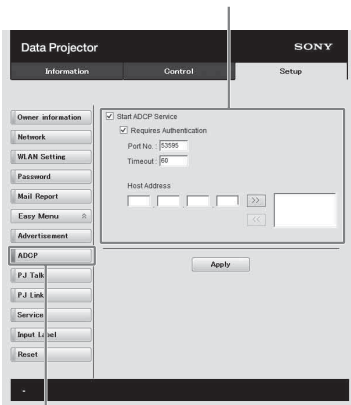 Data Projector
SONY
Information
Control
Setup
Owner information
Network
WLAN Setting
Password
Mail Report
Easy Menu
Advertisement
ADCP
PJ Talk
PJ Link
Service
Input Label
Reset
Start ADCP Service
Requires Authentication
Port No. : 53595
Timeout : 60
Host Address
. . . >>
<<
Apply
-